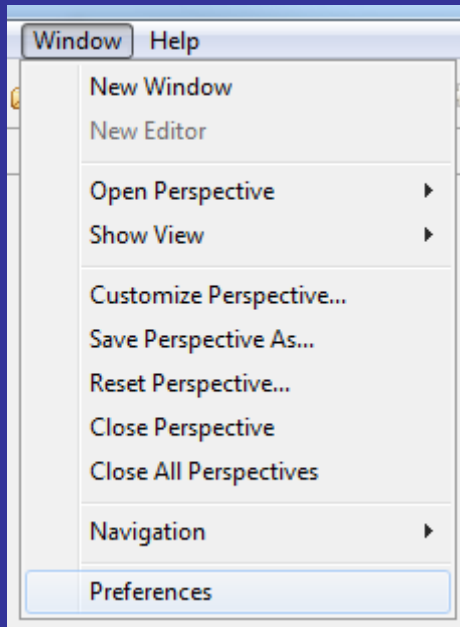 Window Help
New Window
New Editor
Open Perspective
Show View
Customize Perspective...
Save Perspective As...
Reset Perspective...
Close Perspective
Close All Perspectives
Navigation
Preferences